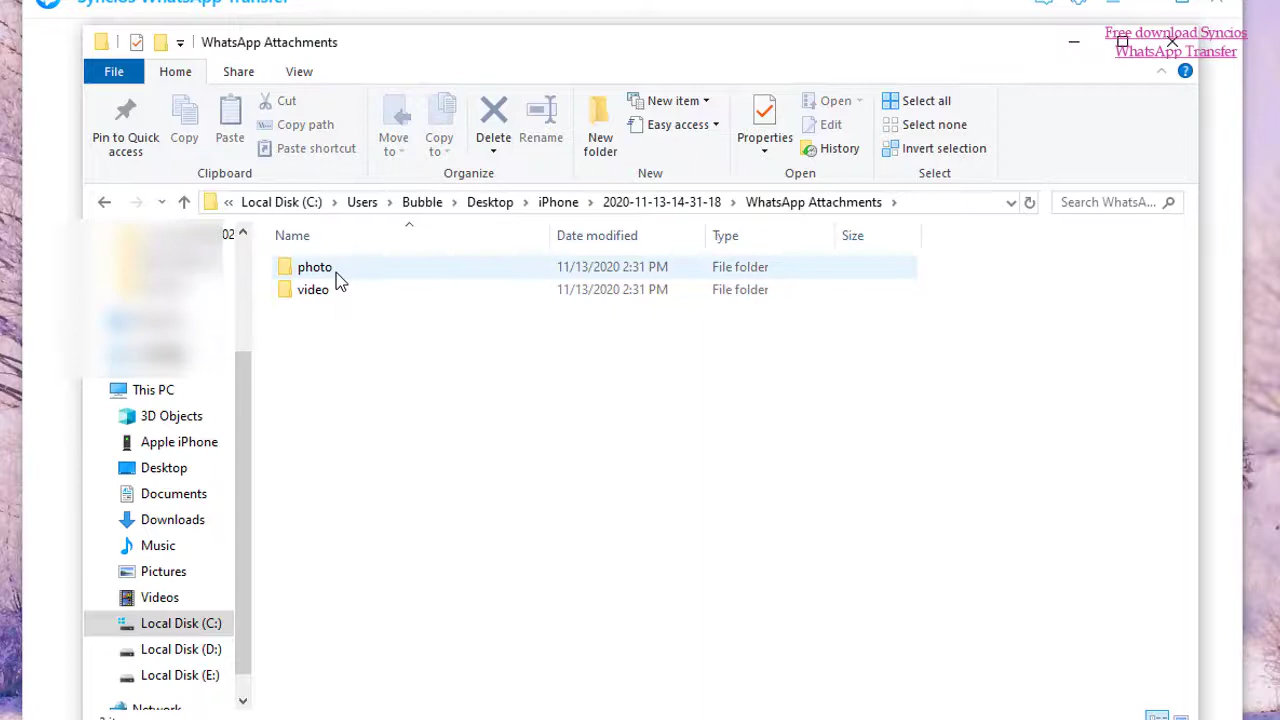 Syncios WhatsApp Transfer
WhatsApp Attachments
Free download Syncios
WhatsApp Transfer
File Home Share View
Pin to Quick
access
Copy
Paste
Cut
Copy path
Paste shortcut
Clipboard
Move
to
Copy
to
Delete
Rename
Organize
New
folder
New item
Easy access
New
Properties
Open
Edit
History
Open
Select all
Select none
Invert selection
Select
« Local Disk (C:) > Users > Bubble > Desktop > iPhone > 2020-11-13-14-31-18 > WhatsApp Attachments >
Search WhatsA...
Name Date modified Type Size
photo 11/13/2020 2:31 PM File folder
video 11/13/2020 2:31 PM File folder
This PC
3D Objects
Apple iPhone
Desktop
Documents
Downloads
Music
Pictures
Videos
Local Disk (C:)
Local Disk (D:)
Local Disk (E:)
Network